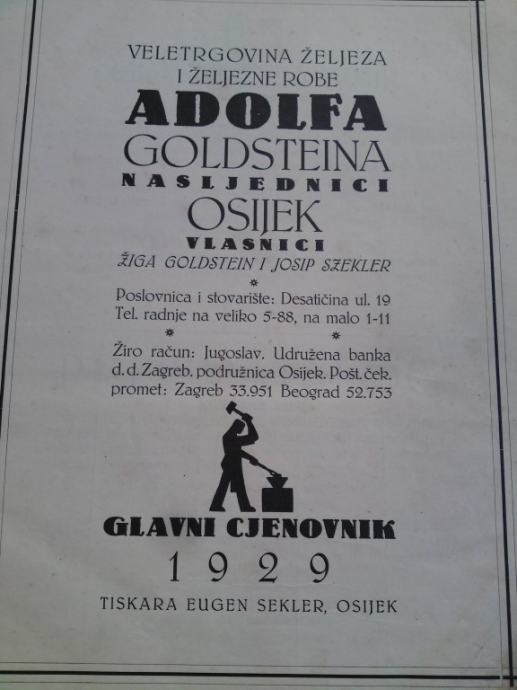 VELETRGOVINA ŽELJEZA
I ŽELJEZNE ROBE
ADOLFA
GOLDSTEINA
NASLJEDNICI
OSIJEK
VLASNICI
ŽIGA GOLDSTEIN I JOSIP SZEKLER
Poslovnica i stovarište: Desatičina ul. 19
Tel. radnje na veliko 5-88, na malo 1-11
Žiro račun: Jugoslav. Udružena banka
d. d. Zagreb, podružnica Osijek. Pošt. ček.
promet: Zagreb 33.951 Beograd 52.753
GLAVNI CJENOVNIK
1929
TISKARA EUGEN SEKLER, OSIJEK